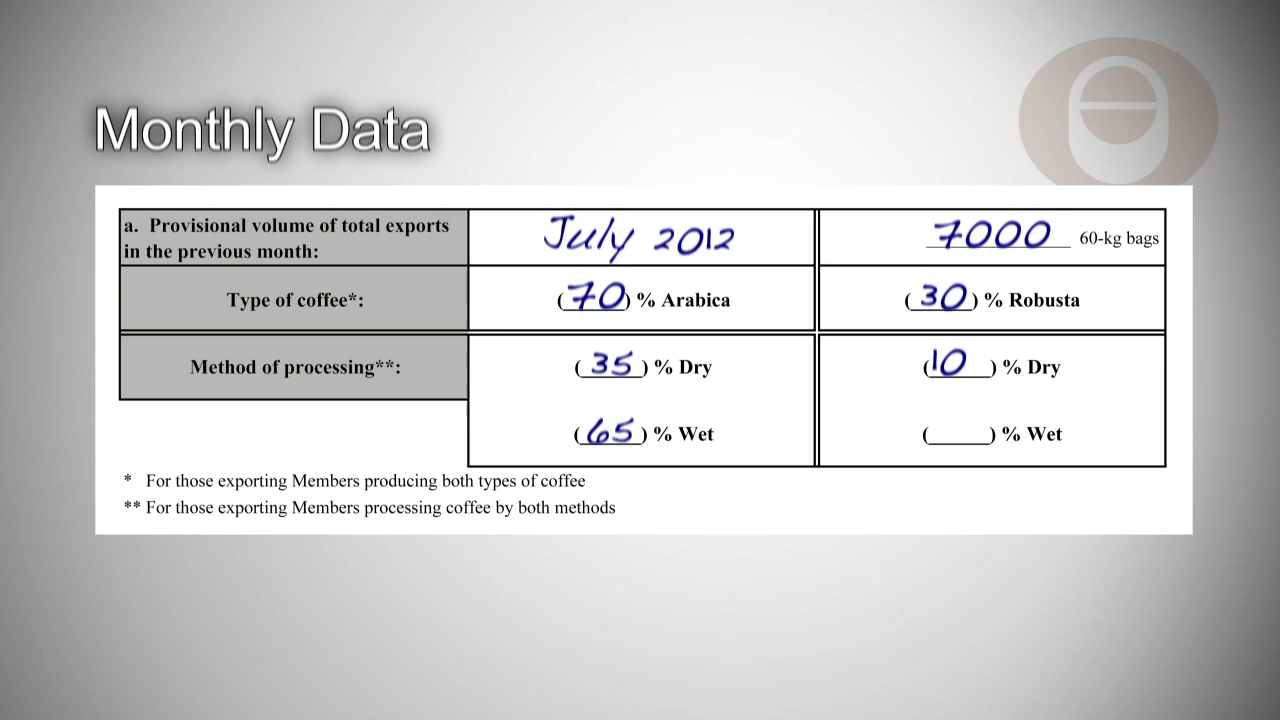 Monthly Data
a. Provisional volume of total exports in the previous month: July 2012 7000 60-kg bags
Type of coffee*: (70) % Arabica (30) % Robusta
Method of processing**: (35) % Dry (10) % Dry
(65) % Wet (____) % Wet
* For those exporting Members producing both types of coffee
** For those exporting Members processing coffee by both methods